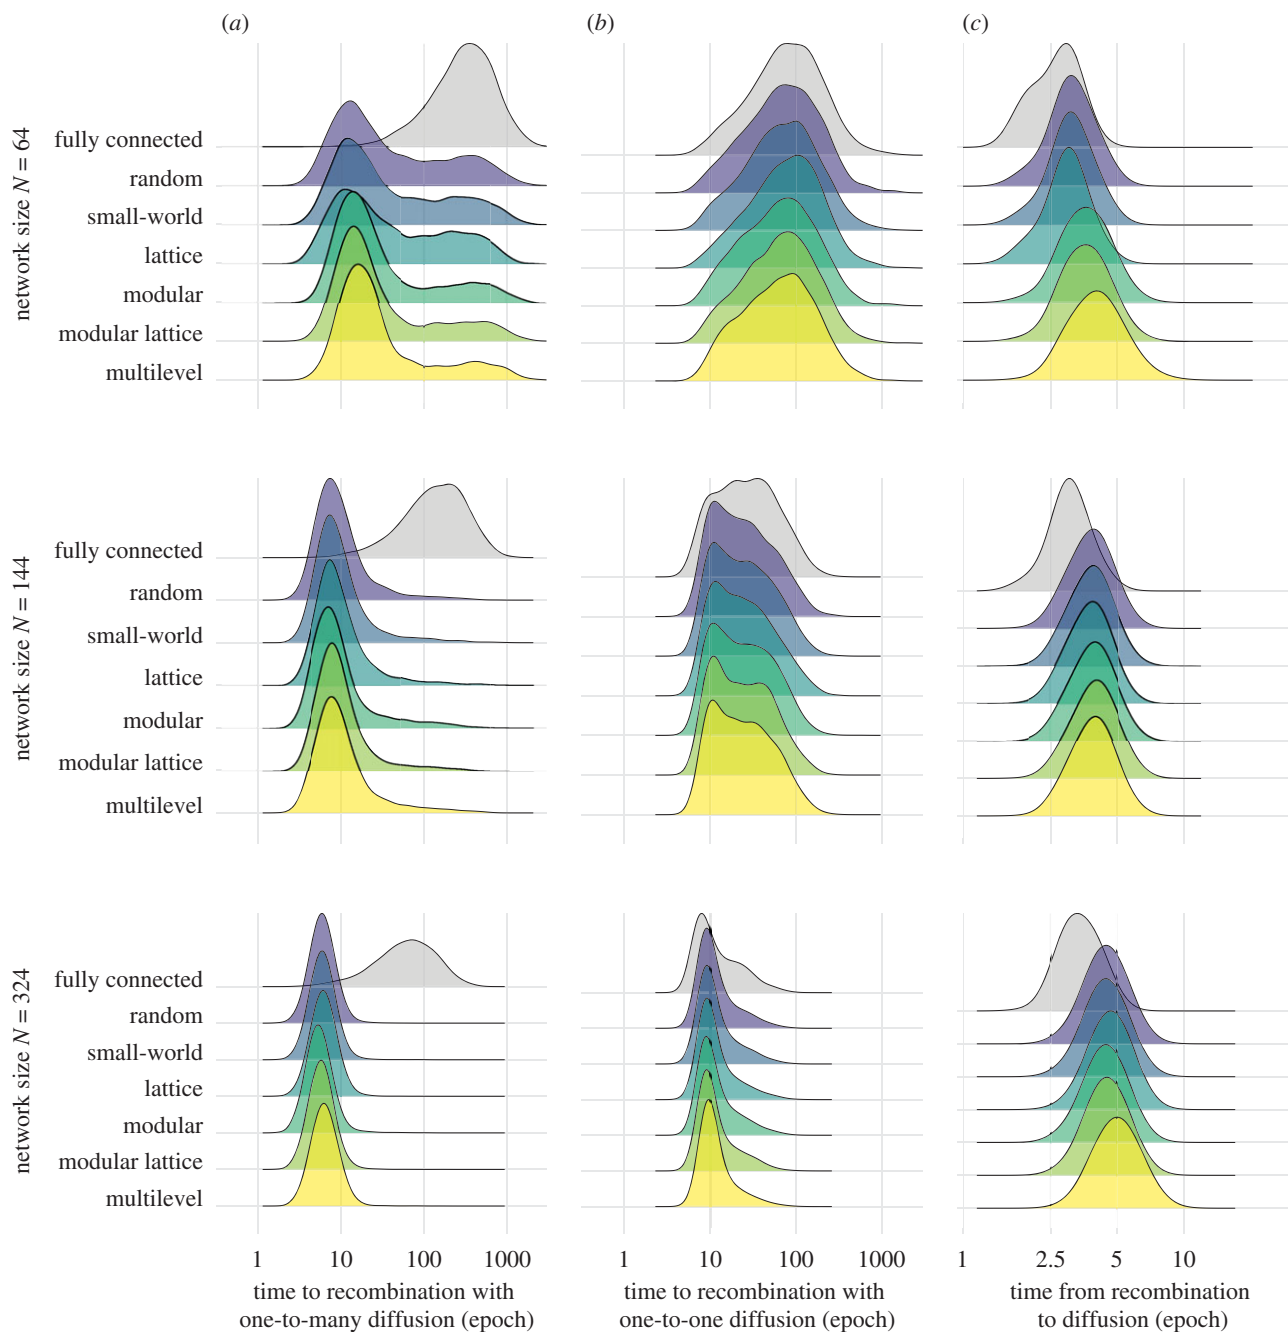 (a) (b) (c)
network size N = 64
fully connected
random
small-world
lattice
modular
modular lattice
multilevel
network size N = 144
fully connected
random
small-world
lattice
modular
modular lattice
multilevel
network size N = 324
fully connected
random
small-world
lattice
modular
modular lattice
multilevel
1 10 100 1000 1 10 100 1000 1 2.5 5 10
time to recombination with
one-to-many diffusion (epoch)
time to recombination with
one-to-one diffusion (epoch)
time from recombination
to diffusion (epoch)